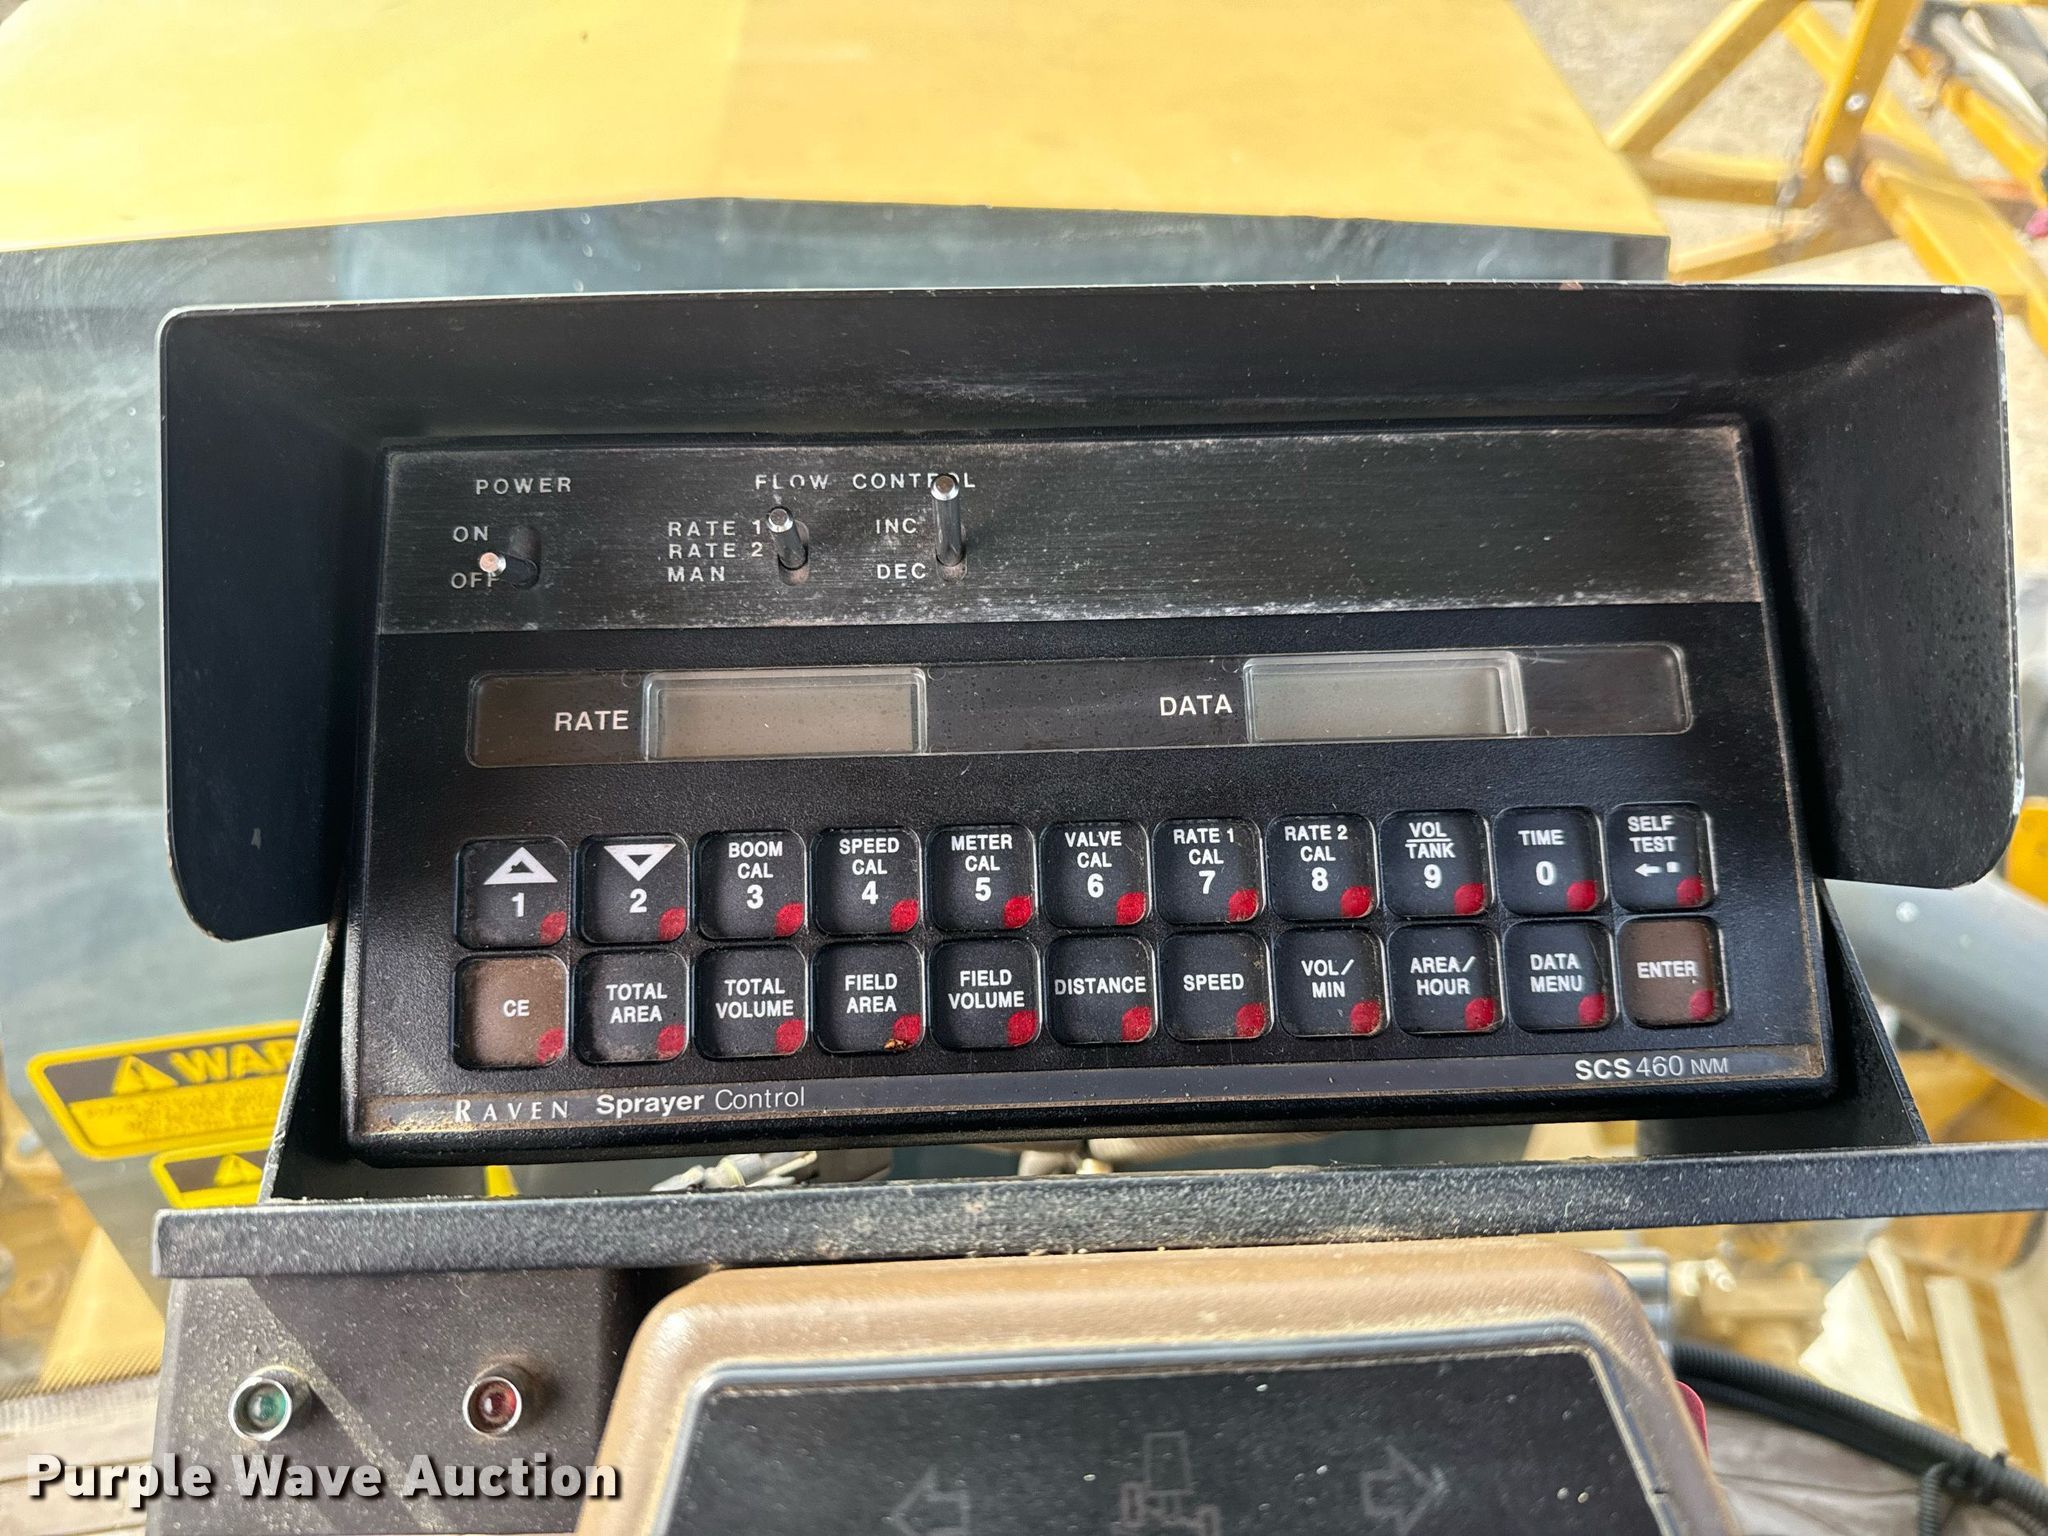 POWER
FLOW CONTROL
ON
OFF
RATE 1
RATE 2
MAN
INC
DEC
RATE
DATA
1
2
BOOM CAL 3
SPEED CAL 4
METER CAL 5
VALVE CAL 6
RATE 1 CAL 7
RATE 2 CAL 8
VOL TANK 9
TIME 0
SELF TEST
CE
TOTAL AREA
TOTAL VOLUME
FIELD AREA
FIELD VOLUME
DISTANCE
SPEED
VOL/ MIN
AREA/ HOUR
DATA MENU
ENTER
RAVEN Sprayer Control
SCS 460 NVM
Purple Wave Auction